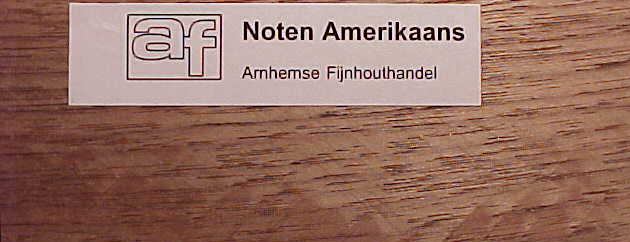 af
Noten Amerikaans
Arnhemse Fijnhouthandel